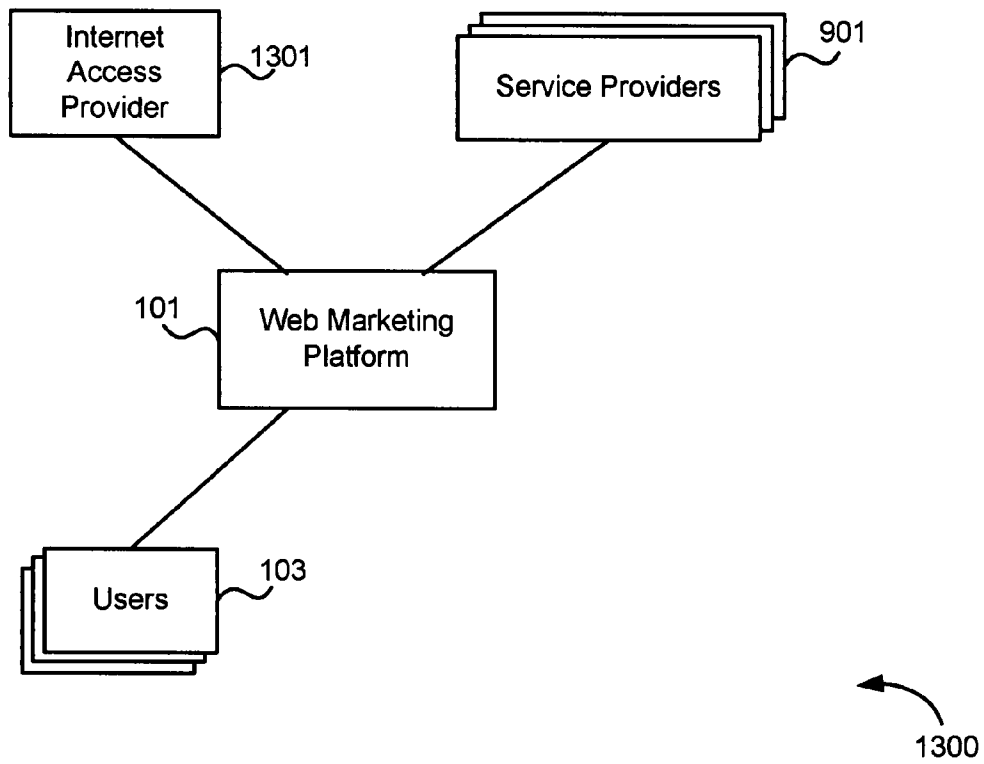 Internet
Access
Provider
1301
Service Providers
901
101
Web Marketing
Platform
Users
103
1300